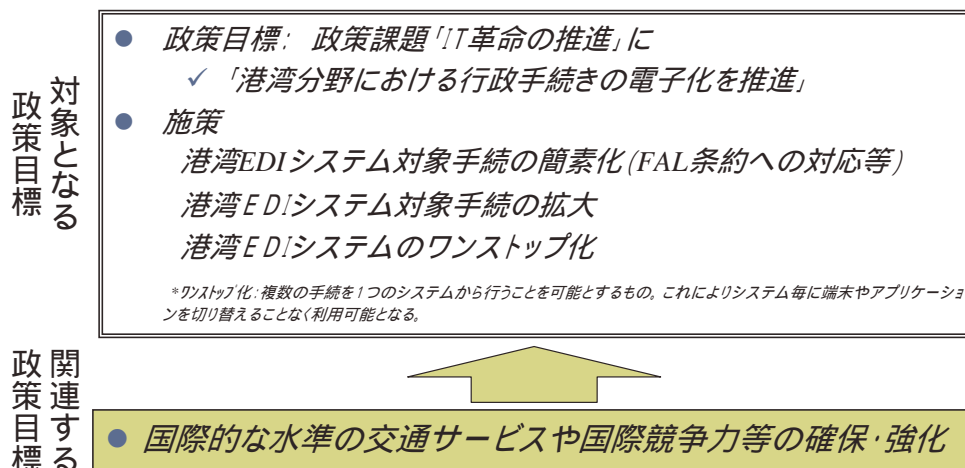 対象となる
政策目標
● 政策目標: 政策課題「IT革命の推進」に
✓ 「港湾分野における行政手続きの電子化を推進」
● 施策
港湾EDIシステム対象手続の簡素化(FAL条約への対応等)
港湾EDIシステム対象手続の拡大
港湾EDIシステムのワンストップ化
*ワンストップ化:複数の手続を1つのシステムから行うことを可能とするもの。これによりシステム毎に端末やアプリケーショ
ンを切り替えることなく利用可能となる。
関連する
政策目標
● 国際的な水準の交通サービスや国際競争力等の確保・強化